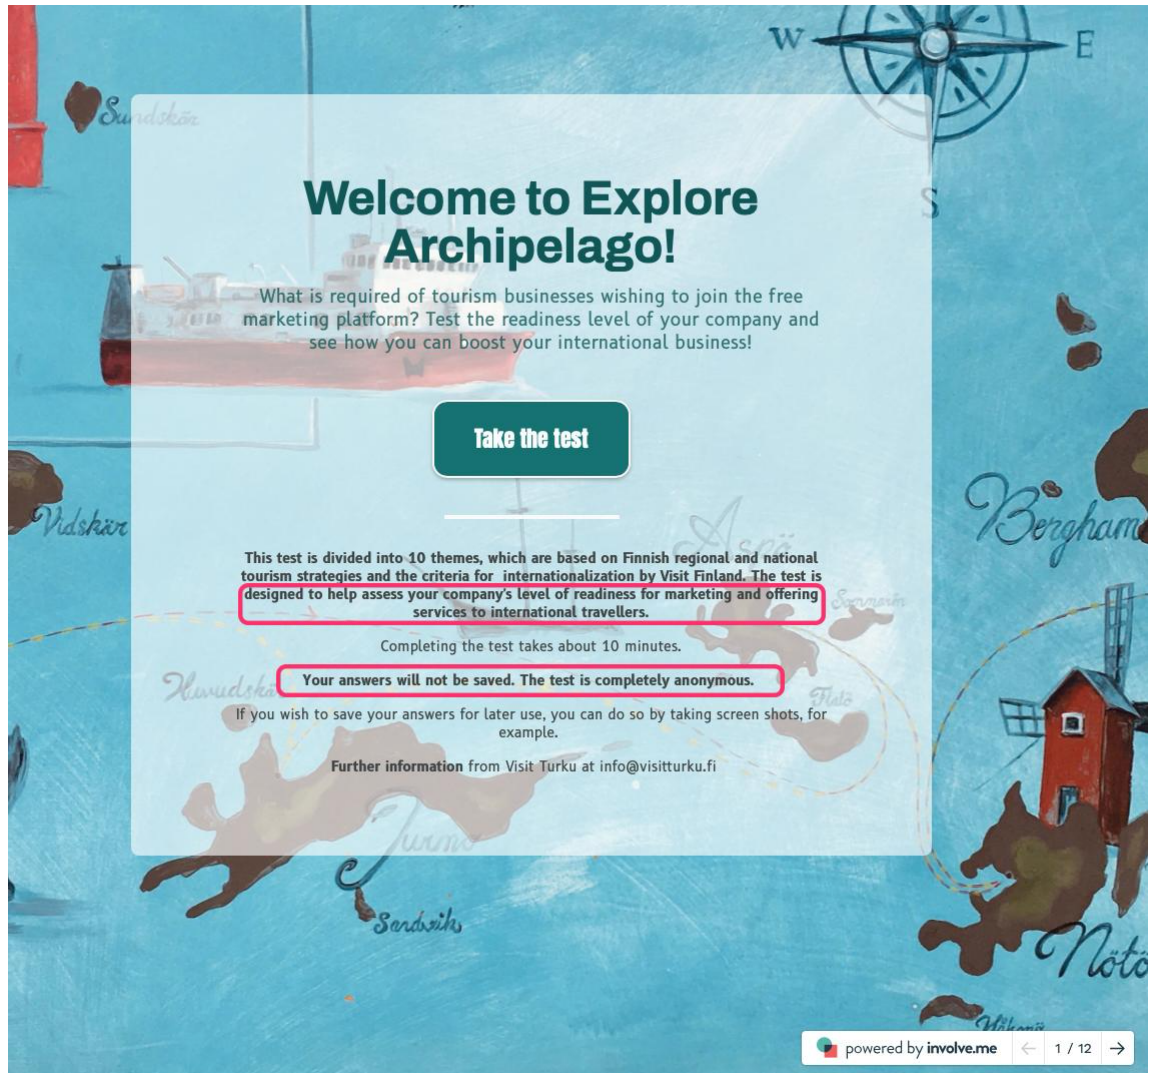 W E
Sundskär
S
Welcome to Explore
Archipelago!
What is required of tourism businesses wishing to join the free
marketing platform? Test the readiness level of your company and
see how you can boost your international business!
Take the test
Vidskär
Bergham
Aspö
This test is divided into 10 themes, which are based on Finnish regional and national
tourism strategies and the criteria for  internationalization by Visit Finland. The test is
designed to help assess your company's level of readiness for marketing and offering
services to international travellers.
Completing the test takes about 10 minutes.
Your answers will not be saved. The test is completely anonymous.
If you wish to save your answers for later use, you can do so by taking screen shots, for
example.
Further information from Visit Turku at info@visitturku.fi
Jurmo
Sandvik
Nötö
powered by involve.me
1 / 12